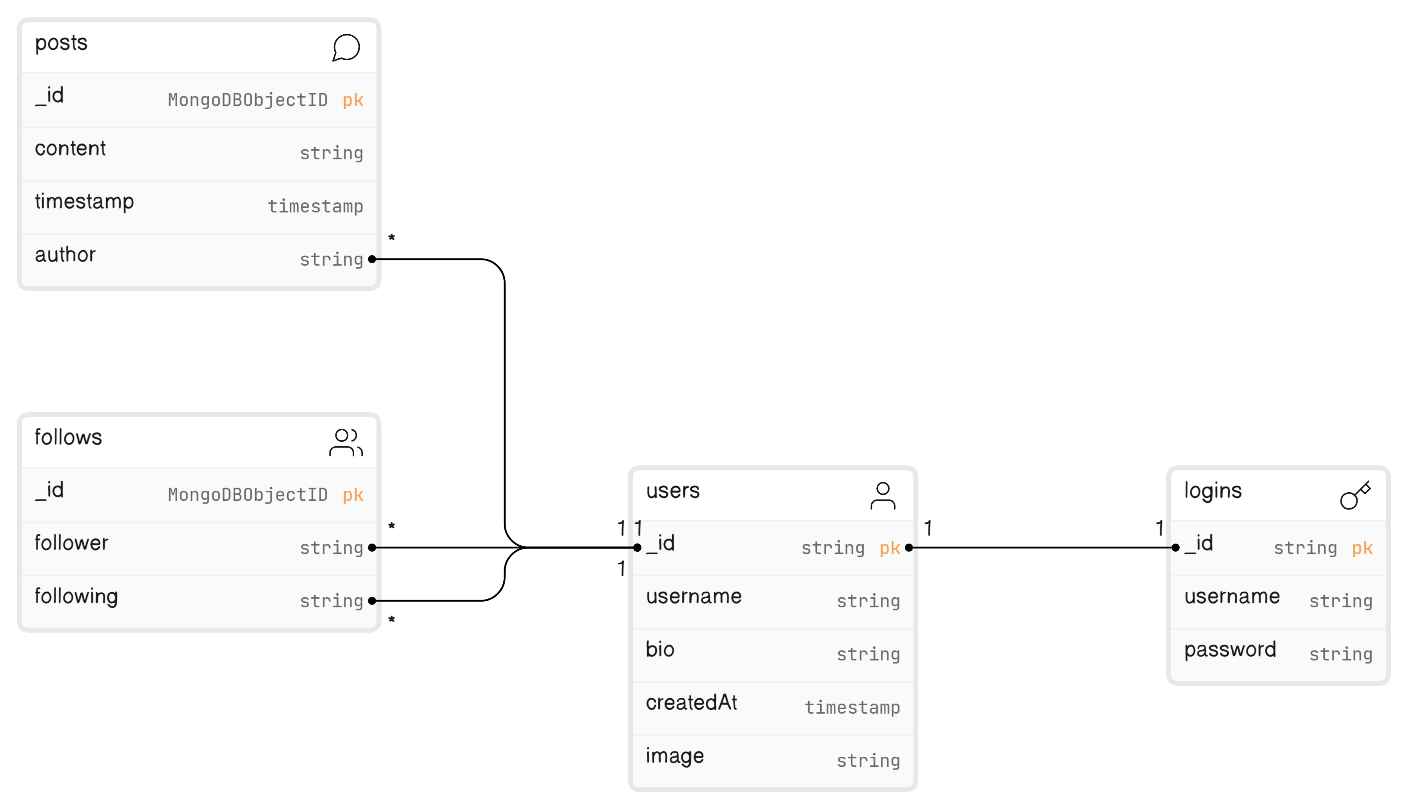 posts
_id MongoDBObjectID pk
content string
timestamp timestamp
author string
*
follows
_id MongoDBObjectID pk
follower string
*
following string
*
1 1
1
users
_id string pk
username string
bio string
createdAt timestamp
image string
1
1
logins
_id string pk
username string
password string